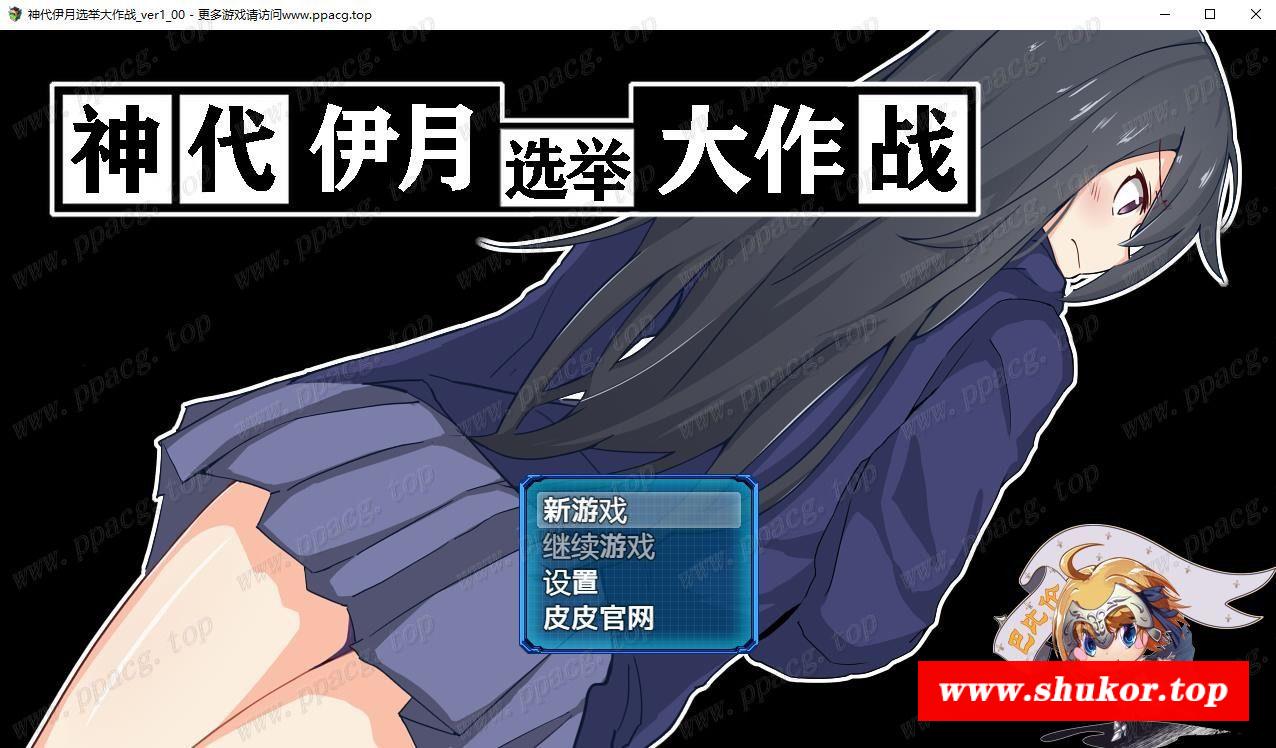 神代伊月选举大作战_ver1_00 - 更多游戏请访问www.ppacg.top
神代伊月选举大作战
新游戏
继续游戏
设置
皮皮官网
巴比伦
www.shukor.top
www.ppacg.top